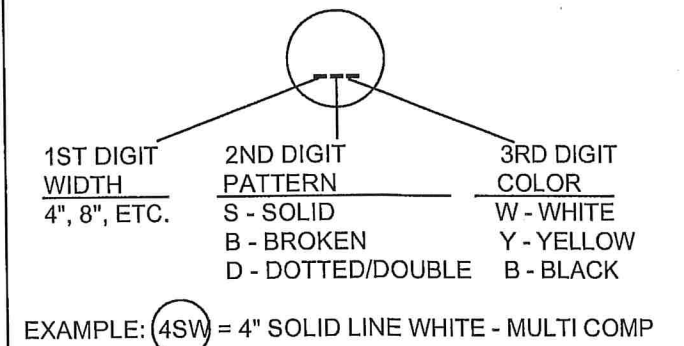 1ST DIGIT 2ND DIGIT 3RD DIGIT
WIDTH PATTERN COLOR
4", 8", ETC. S - SOLID W - WHITE
B - BROKEN Y - YELLOW
D - DOTTED/DOUBLE B - BLACK
EXAMPLE: 4SW = 4" SOLID LINE WHITE - MULTI COMP